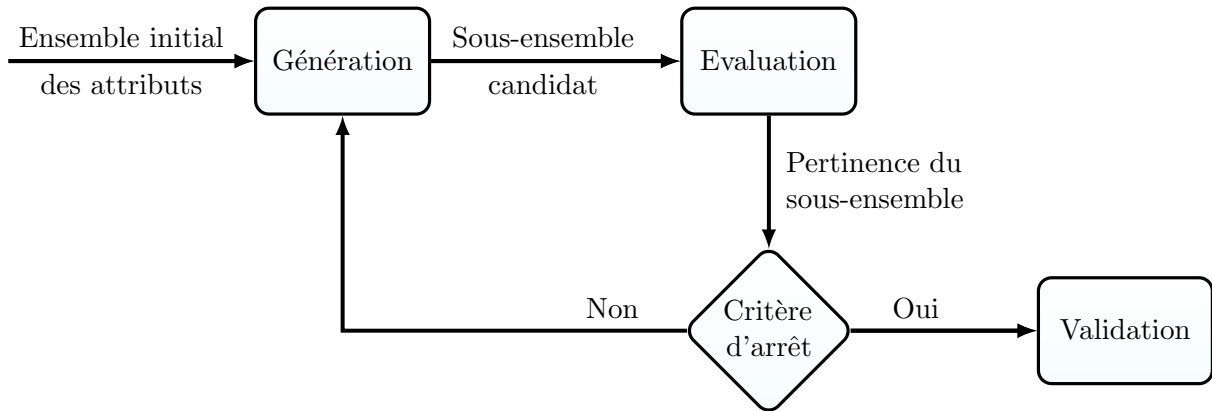 Ensemble initial
des attributs
Génération
Sous-ensemble
candidat
Evaluation
Pertinence du
sous-ensemble
Non
Critère
d'arrêt
Oui
Validation